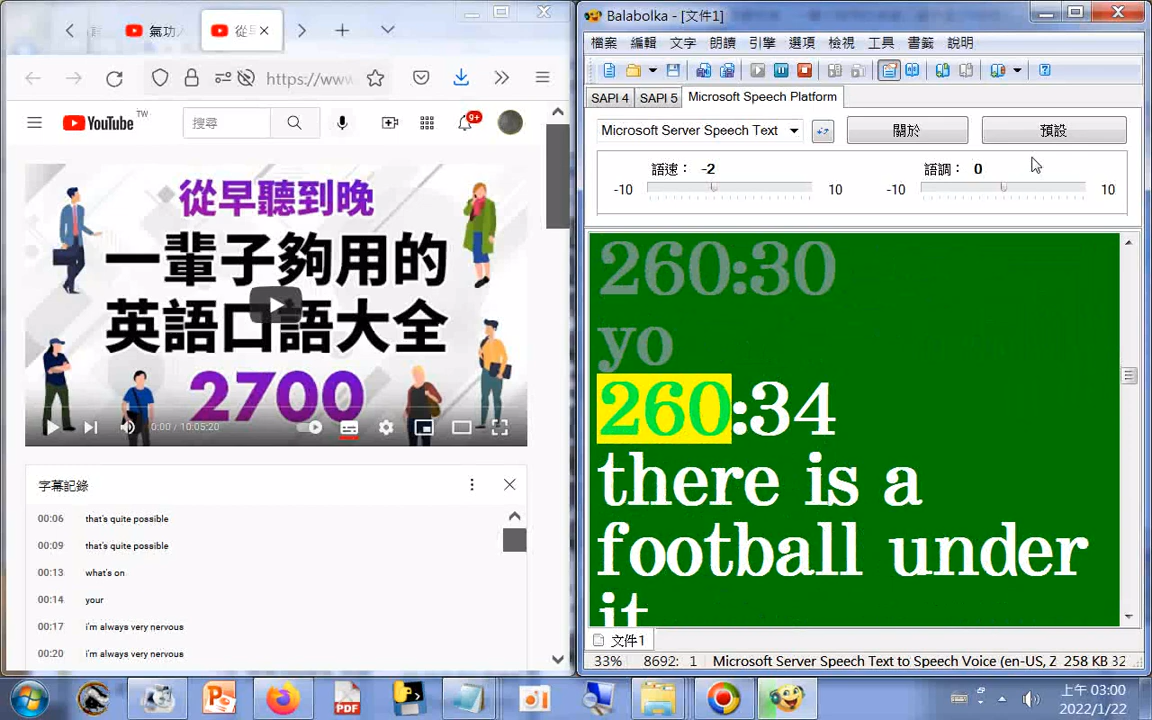 氣功
從
https://www
YouTube TW
搜尋
9+
從早聽到晚
一輩子夠用的
英語口語大全
2700
0:00 / 10:05:20
字幕記錄
00:06 that's quite possible
00:09 that's quite possible
00:13 what's on
00:14 your
00:17 i'm always very nervous
00:20 i'm always very nervous
Balabolka - [文件1]
檔案 編輯 文字 朗讀 引擎 選項 檢視 工具 書籤 說明
SAPI 4 SAPI 5 Microsoft Speech Platform
Microsoft Server Speech Text 關於 預設
語速： -2 語調： 0
-10 10 -10 10
260:30
yo
260:34
there is a
football under
it
文件1
33% 8692: 1 Microsoft Server Speech Text to Speech Voice (en-US, Z 258 KB 32
PDF
上午 03:00
2022/1/22